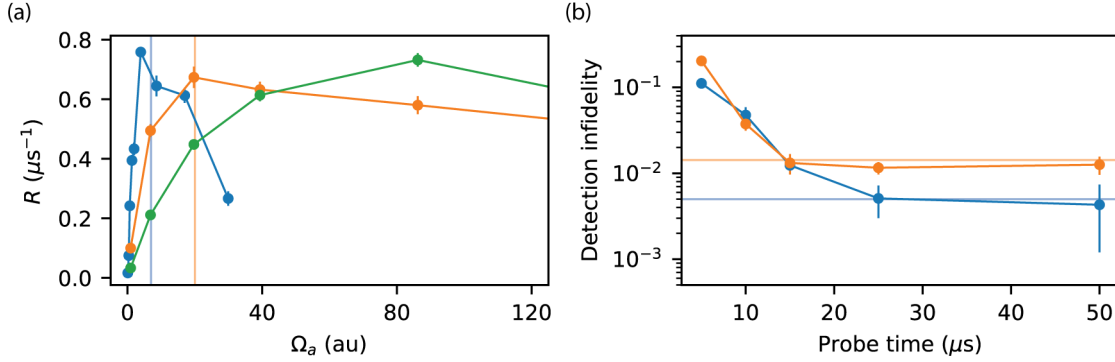 (a)
0.8
0.6
0.4
0.2
0.0
R (μs⁻¹)
0
40
80
120
Ωₐ (au)
(b)
10⁻¹
10⁻²
10⁻³
Detection infidelity
10
20
30
40
50
Probe time (μs)